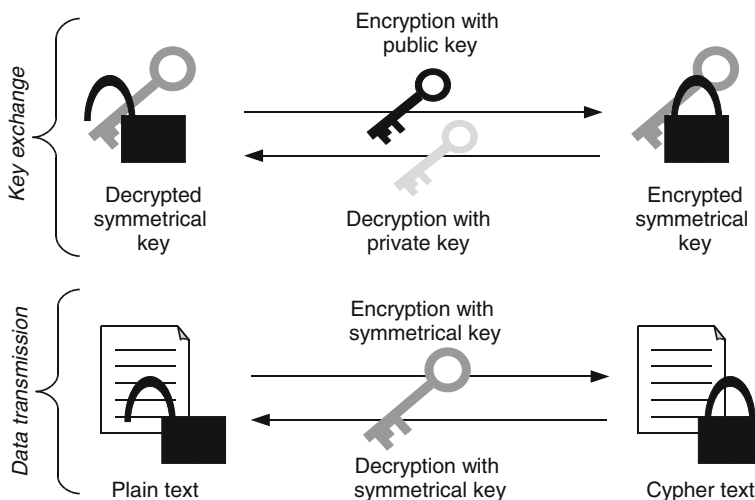 Key exchange
Encryption with
public key
Decrypted
symmetrical
key
Decryption with
private key
Encrypted
symmetrical
key
Data transmission
Encryption with
symmetrical key
Plain text
Decryption with
symmetrical key
Cypher text